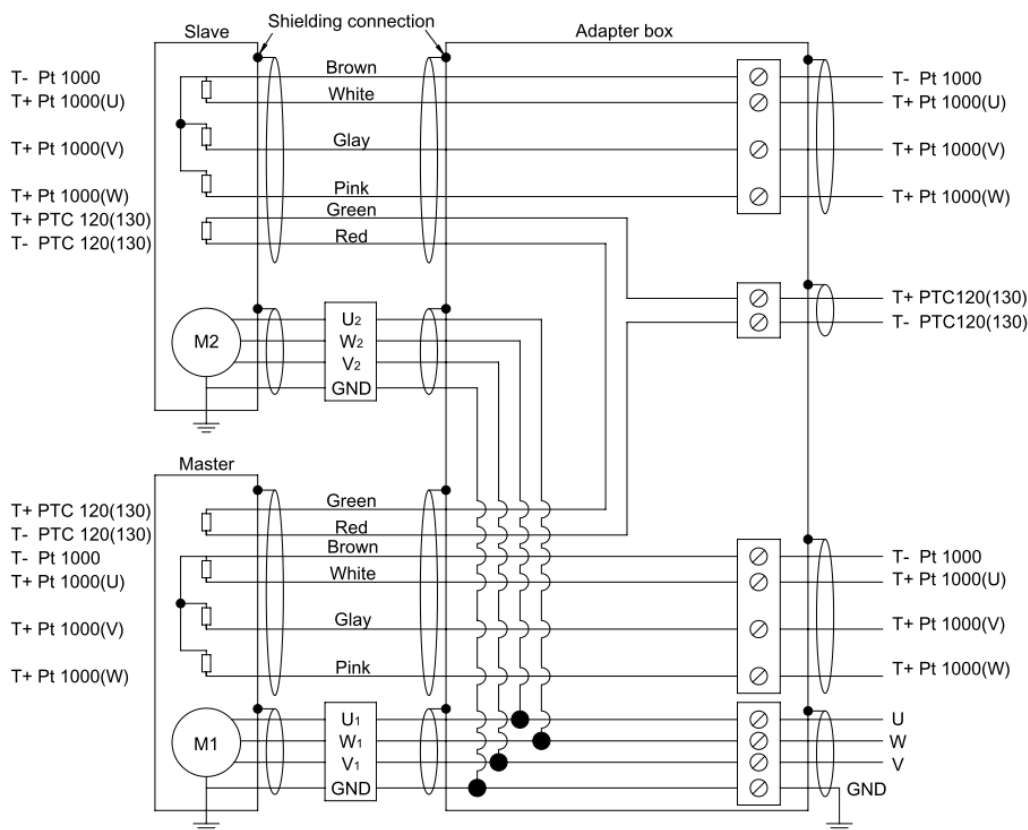 Shielding connection
Slave
Adapter box
T- Pt 1000
T+ Pt 1000(U)
T+ Pt 1000(V)
T+ Pt 1000(W)
T+ PTC 120(130)
T- PTC 120(130)
Brown
White
Glay
Pink
Green
Red
T- Pt 1000
T+ Pt 1000(U)
T+ Pt 1000(V)
T+ Pt 1000(W)
T+ PTC120(130)
T- PTC120(130)
M2
U2
W2
V2
GND
Master
T+ PTC 120(130)
T- PTC 120(130)
T- Pt 1000
T+ Pt 1000(U)
T+ Pt 1000(V)
T+ Pt 1000(W)
Green
Red
Brown
White
Glay
Pink
T- Pt 1000
T+ Pt 1000(U)
T+ Pt 1000(V)
T+ Pt 1000(W)
M1
U1
W1
V1
GND
U
W
V
GND